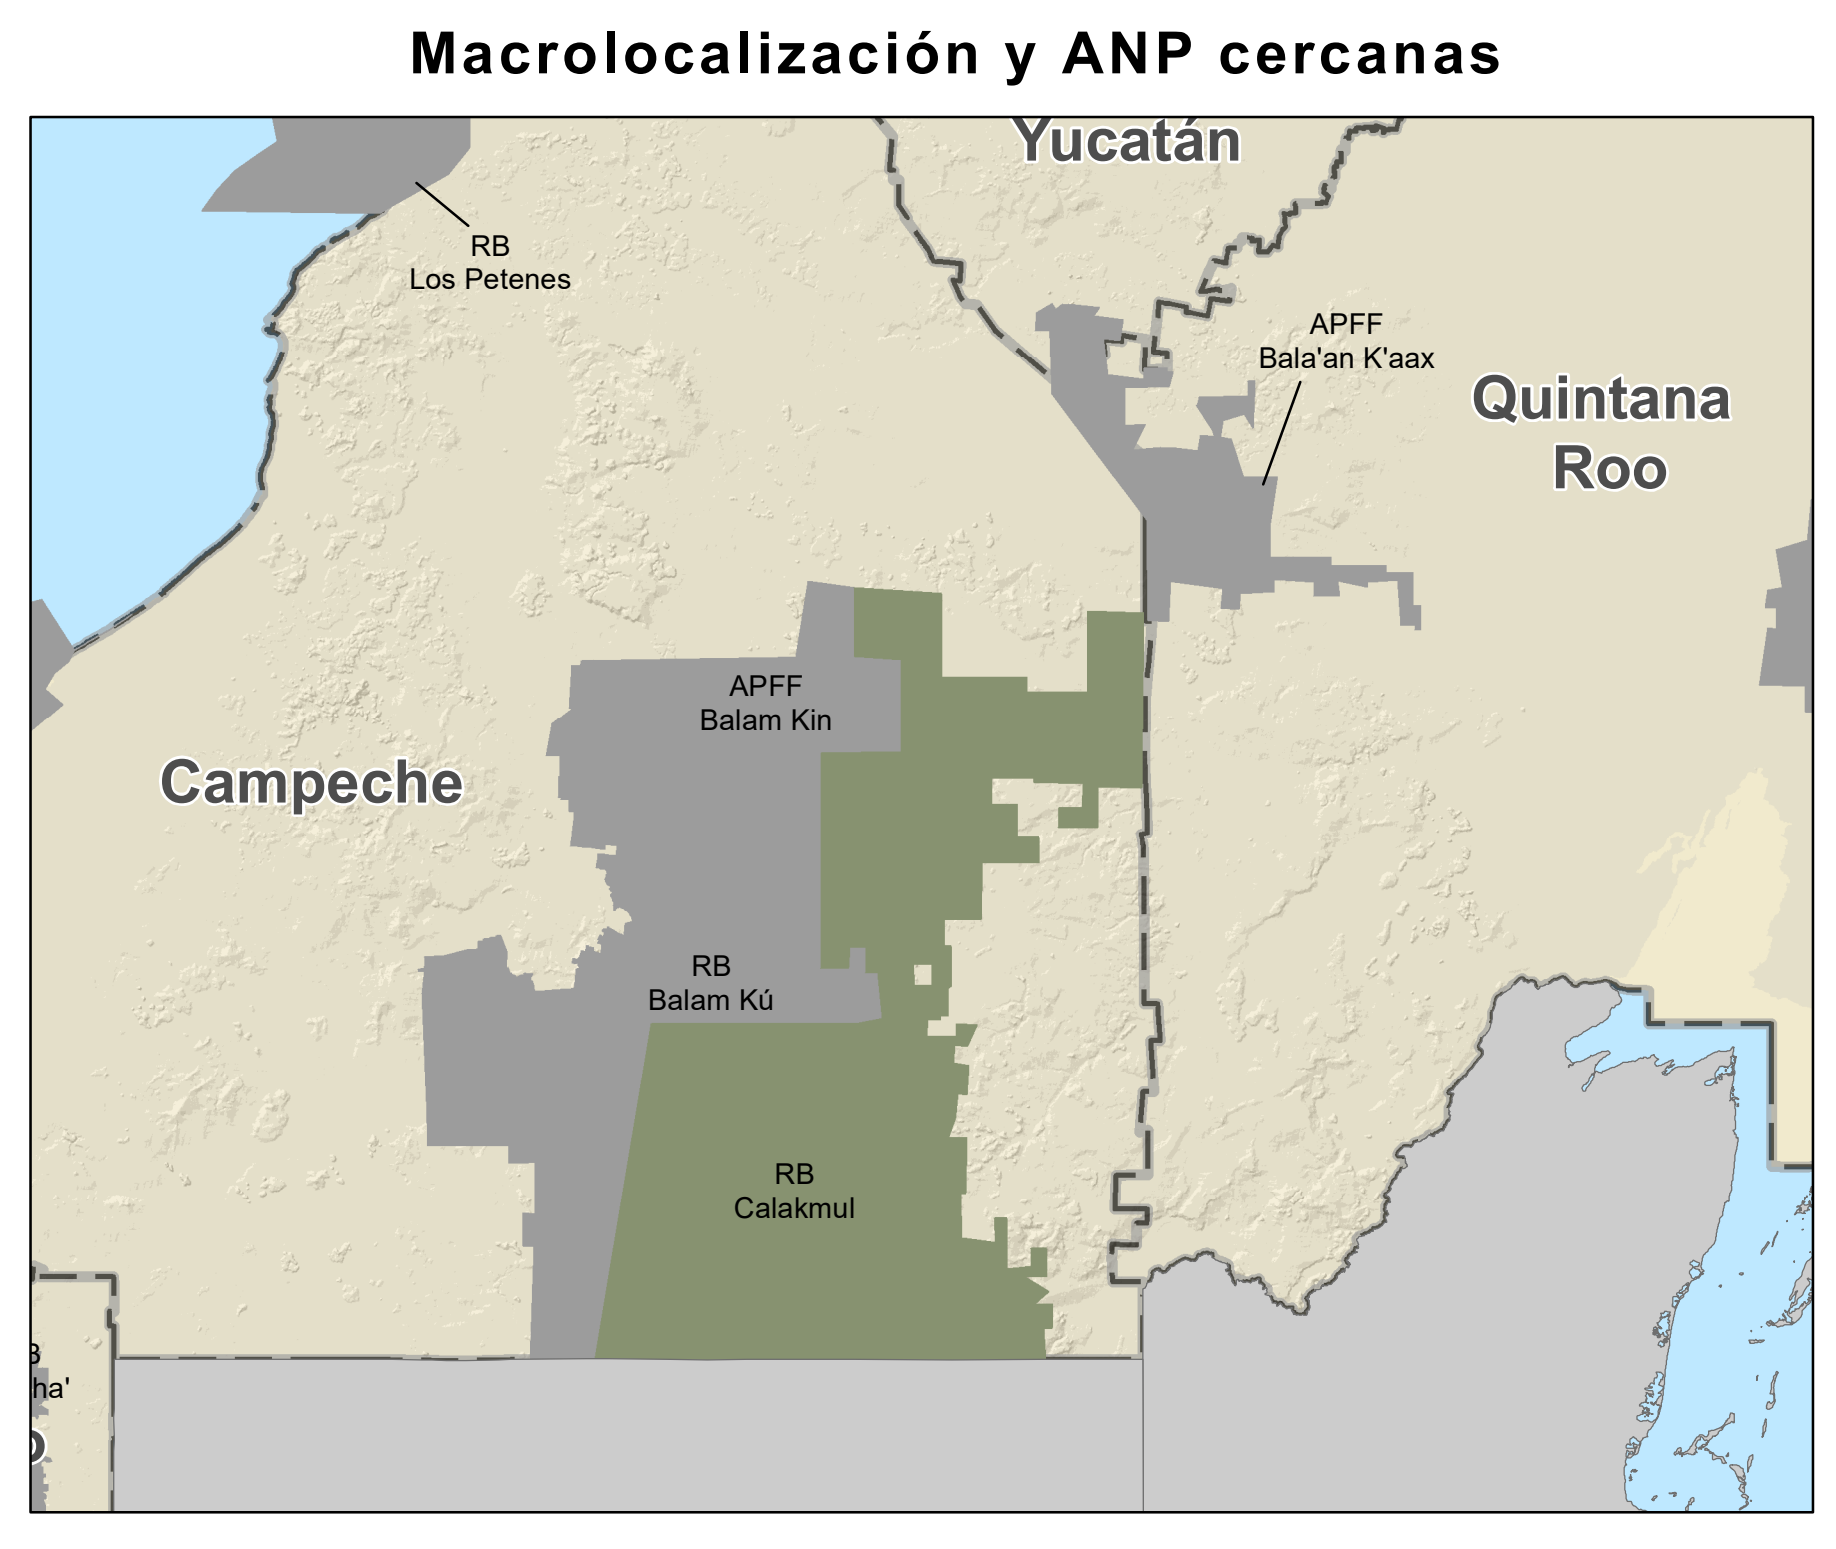 Macrolocalización y ANP cercanas
Yucatán
RB
Los Petenes
APFF
Bala'an K'aax
Quintana
Roo
APFF
Balam Kin
Campeche
RB
Balam Kú
RB
Calakmul